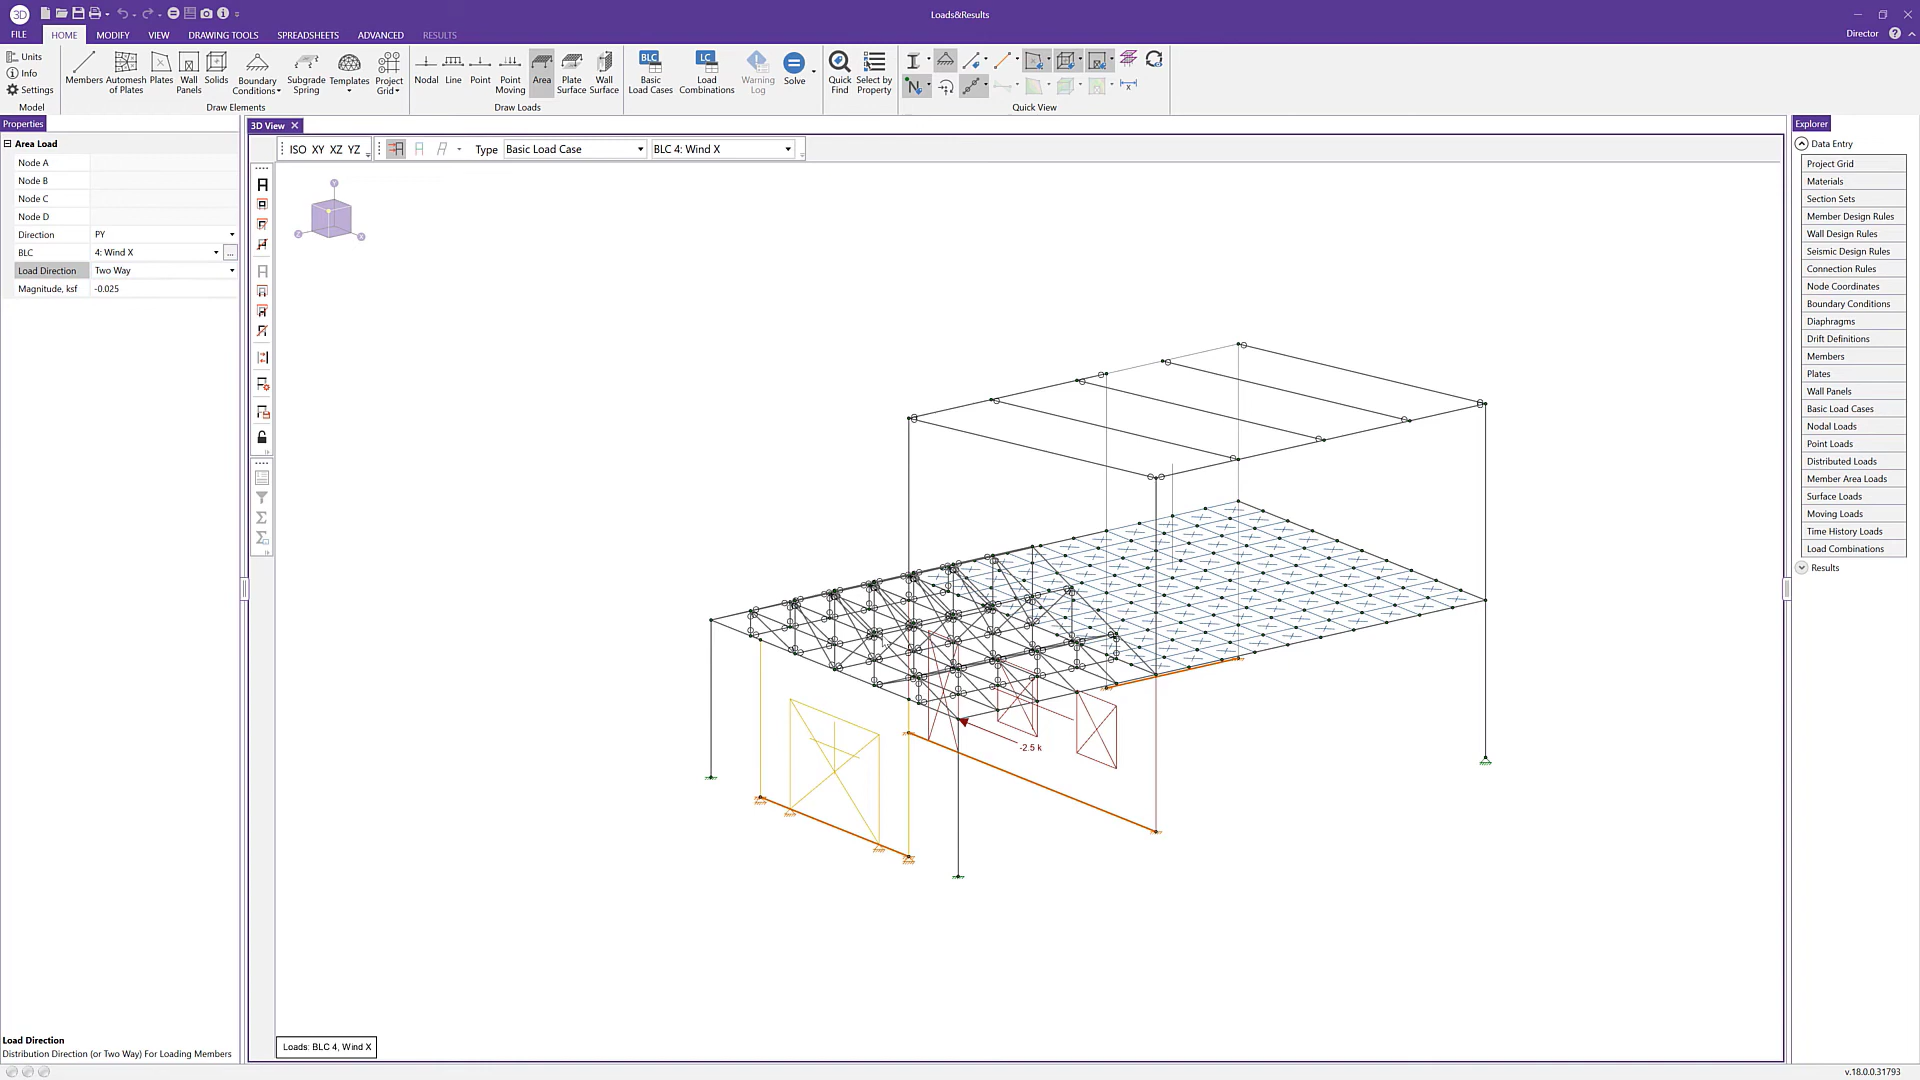 3D
Loads&Results
FILE HOME MODIFY VIEW DRAWING TOOLS SPREADSHEETS ADVANCED RESULTS
Director
Units
Info
Settings
Model
Members
Automesh of Plates
Plates
Wall Panels
Solids
Boundary Conditions
Subgrade Spring
Templates
Project Grid
Draw Elements
Nodal
Line
Point
Point Moving
Area
Plate Surface
Wall Surface
Draw Loads
BLC
Basic Load Cases
LC
Load Combinations
Warning Log
Solve
Quick Find
Select by Property
Quick View
Properties
Area Load
Node A
Node B
Node C
Node D
Direction PY
BLC 4: Wind X ...
Load Direction Two Way
Magnitude, ksf -0.025
3D View
ISO XY XZ YZ Type Basic Load Case BLC 4: Wind X
Y
Z
X
-2.5 k
Loads: BLC 4, Wind X
Load Direction
Distribution Direction (or Two Way) For Loading Members
Explorer
Data Entry
Project Grid
Materials
Section Sets
Member Design Rules
Wall Design Rules
Seismic Design Rules
Connection Rules
Node Coordinates
Boundary Conditions
Diaphragms
Drift Definitions
Members
Plates
Wall Panels
Basic Load Cases
Nodal Loads
Point Loads
Distributed Loads
Member Area Loads
Surface Loads
Moving Loads
Time History Loads
Load Combinations
Results
v.18.0.0.31793